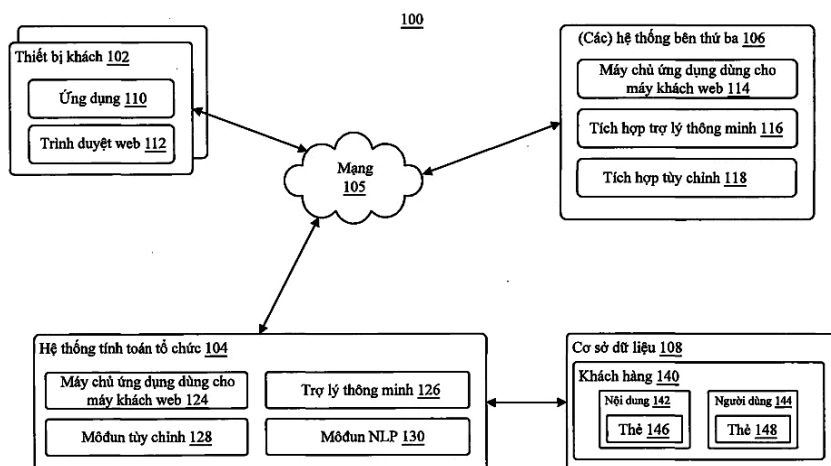 100
Thiết bị khách 102
Ứng dụng 110
Trình duyệt web 112
(Các) hệ thống bên thứ ba 106
Máy chủ ứng dụng dùng cho
máy khách web 114
Tích hợp trợ lý thông minh 116
Tích hợp tùy chỉnh 118
Mạng
105
Hệ thống tính toán tổ chức 104
Máy chủ ứng dụng dùng cho
máy khách web 124
Trợ lý thông minh 126
Môđun tùy chỉnh 128
Môđun NLP 130
Cơ sở dữ liệu 108
Khách hàng 140
Nội dung 142
Thẻ 146
Người dùng 144
Thẻ 148